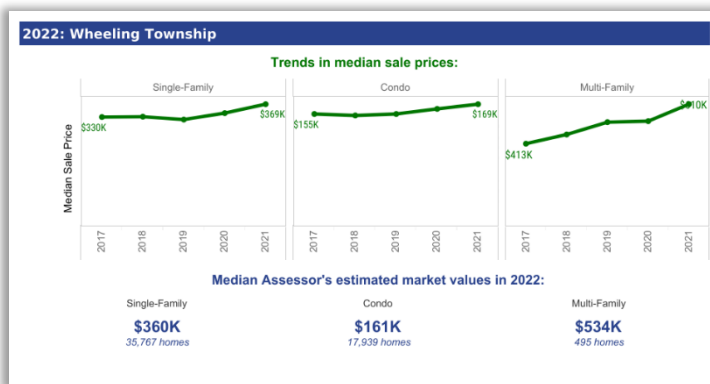 2022: Wheeling Township
Trends in median sale prices:
Single-Family Condo Multi-Family
Median Sale Price
$330K $369K $155K $169K $413K
2017 2018 2019 2020 2021 2017 2018 2019 2020 2021 2017 2018 2019 2020 2021
Median Assessor's estimated market values in 2022:
Single-Family Condo Multi-Family
$360K $161K $534K
35,767 homes 17,939 homes 495 homes